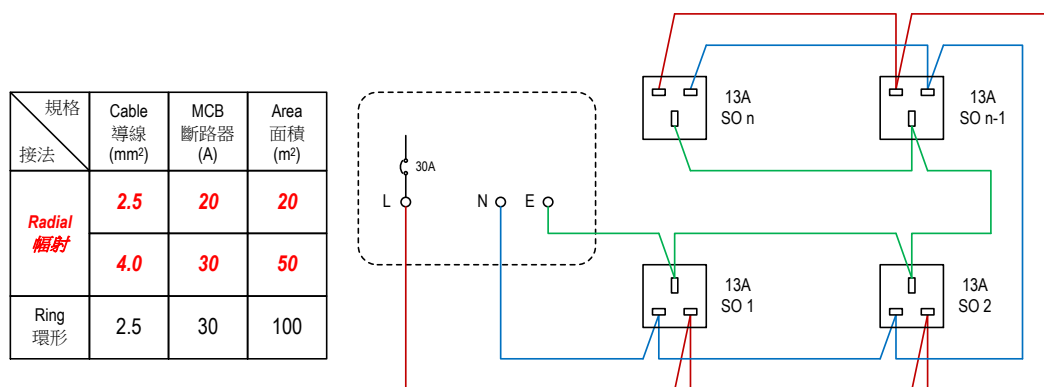 規格
接法
Cable
導線
(mm²)
MCB
斷路器
(A)
Area
面積
(m²)
Radial
幅射
2.5
20
20
4.0
30
50
Ring
環形
2.5
30
100
30A
L
N
E
13A
SO n
13A
SO n-1
13A
SO 1
13A
SO 2